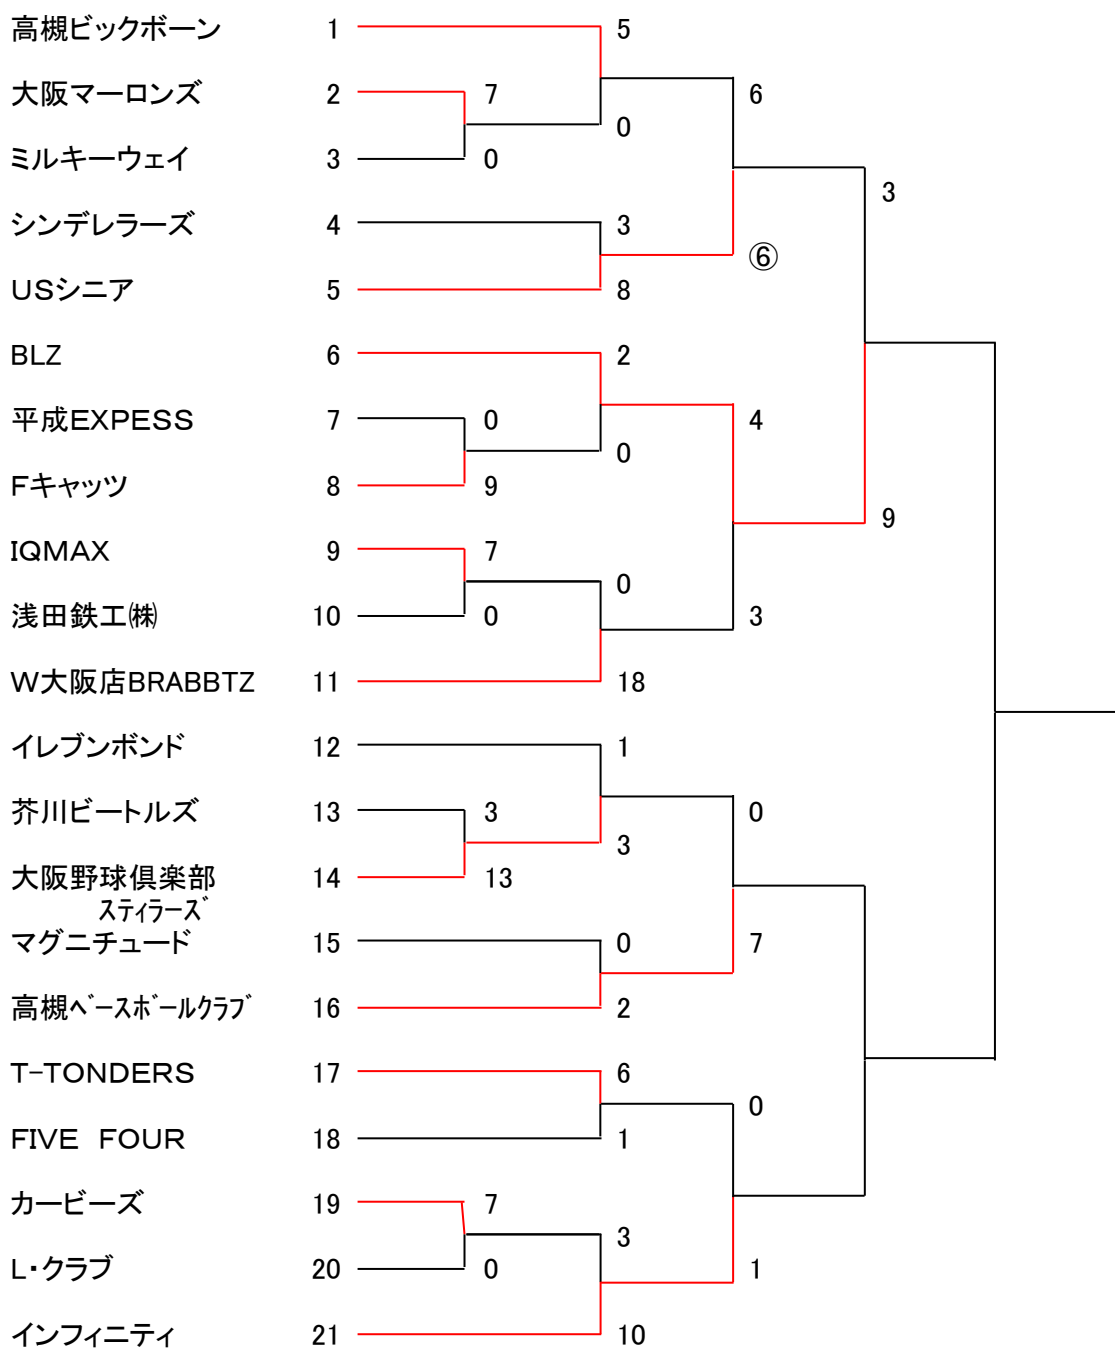 高槻ビックボーン 1 5
大阪マーロンズ 2 7 6
0
ミルキーウェイ 3 0
3
シンデレラーズ 4 3
⑥
USシニア 5 8
BLZ 6 2
平成EXPESS 7 0 4
0
Fキャッツ 8 9
9
IQMAX 9 7
0
浅田鉄工㈱ 10 0 3
W大阪店BRABBTZ 11 18
イレブンボンド 12 1
芥川ビートルズ 13 3 0
3
大阪野球倶楽部 14 13
ｽﾃｨﾗｰｽﾞ
マグニチュード 15 0 7
高槻ﾍﾞｰｽﾎﾞｰﾙｸﾗﾌﾞ 16 2
T-TONDERS 17 6
0
FIVE　FOUR 18 1
カービーズ 19 7
3
L・クラブ 20 0 1
インフィニティ 21 10